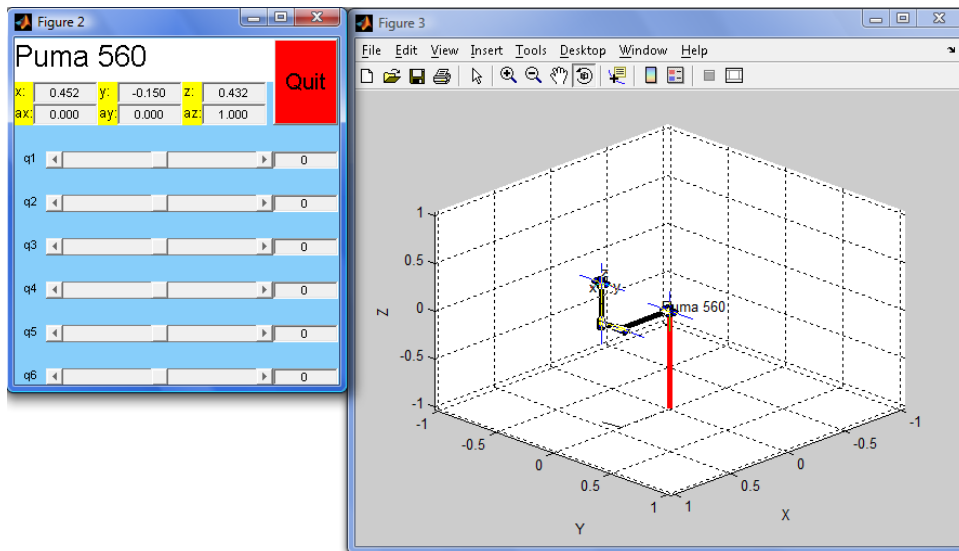 Figure 2
Puma 560
Quit
x: 0.452 y: -0.150 z: 0.432
ax: 0.000 ay: 0.000 az: 1.000
q1 0
q2 0
q3 0
q4 0
q5 0
q6 0
Figure 3
File Edit View Insert Tools Desktop Window Help
1
0.5
0
-0.5
-1
Z
z
x y
Puma 560
-1
-0.5
0
0.5
1
Y
1
0.5
0
-0.5
-1
X